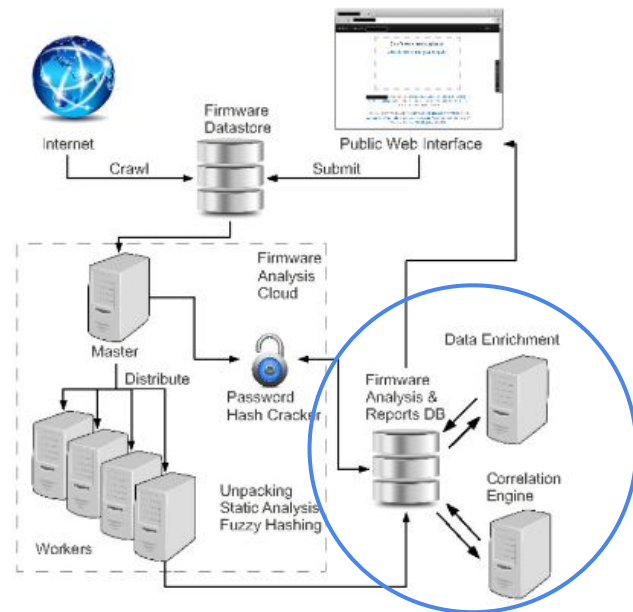 Firmware
Datastore
Internet
Public Web Interface
Crawl
Submit
Firmware
Analysis
Cloud
Master
Distribute
Password
Hash Cracker
Data Enrichment
Firmware
Analysis &
Reports DB
Correlation
Engine
Unpacking
Static Analysis
Fuzzy Hashing
Workers